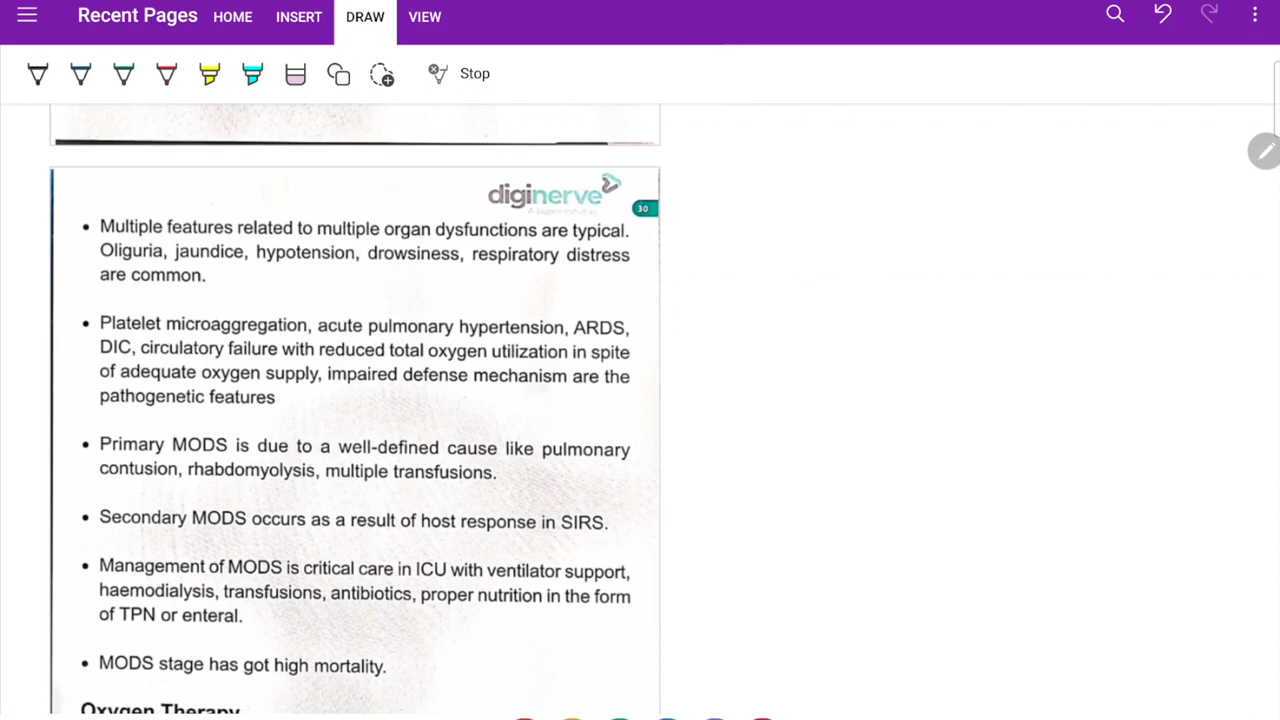 Recent Pages HOME INSERT DRAW VIEW
Stop
diginerve
A Jaypee Initiative
30
• Multiple features related to multiple organ dysfunctions are typical.
Oliguria, jaundice, hypotension, drowsiness, respiratory distress
are common.
• Platelet microaggregation, acute pulmonary hypertension, ARDS,
DIC, circulatory failure with reduced total oxygen utilization in spite
of adequate oxygen supply, impaired defense mechanism are the
pathogenetic features
• Primary MODS is due to a well-defined cause like pulmonary
contusion, rhabdomyolysis, multiple transfusions.
• Secondary MODS occurs as a result of host response in SIRS.
• Management of MODS is critical care in ICU with ventilator support,
haemodialysis, transfusions, antibiotics, proper nutrition in the form
of TPN or enteral.
• MODS stage has got high mortality.
Oxygen Therapy